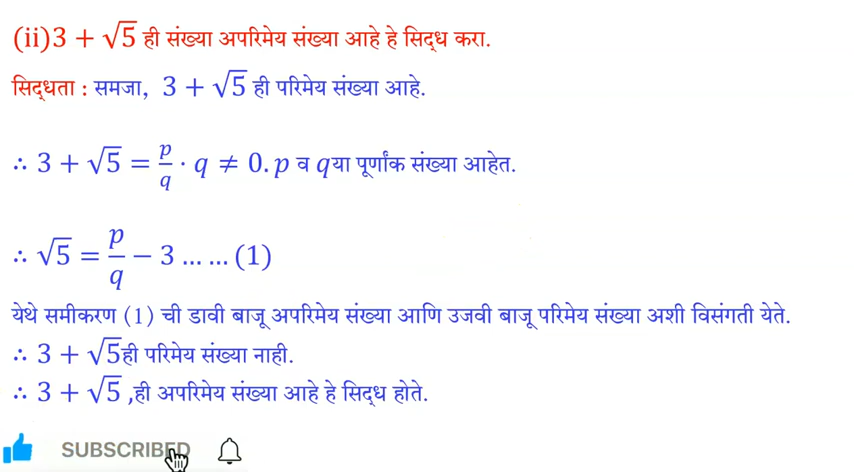 (ii)3 + √5 ही संख्या अपरिमेय संख्या आहे हे सिद्ध करा.
सिद्धता : समजा, 3 + √5 ही परिमेय संख्या आहे.
∴ 3 + √5 = p/q · q ≠ 0. p व q या पूर्णांक संख्या आहेत.
∴ √5 = p/q − 3 … … (1)
येथे समीकरण (1) ची डावी बाजू अपरिमेय संख्या आणि उजवी बाजू परिमेय संख्या अशी विसंगती येते.
∴ 3 + √5ही परिमेय संख्या नाही.
∴ 3 + √5 ,ही अपरिमेय संख्या आहे हे सिद्ध होते.
SUBSCRIBED